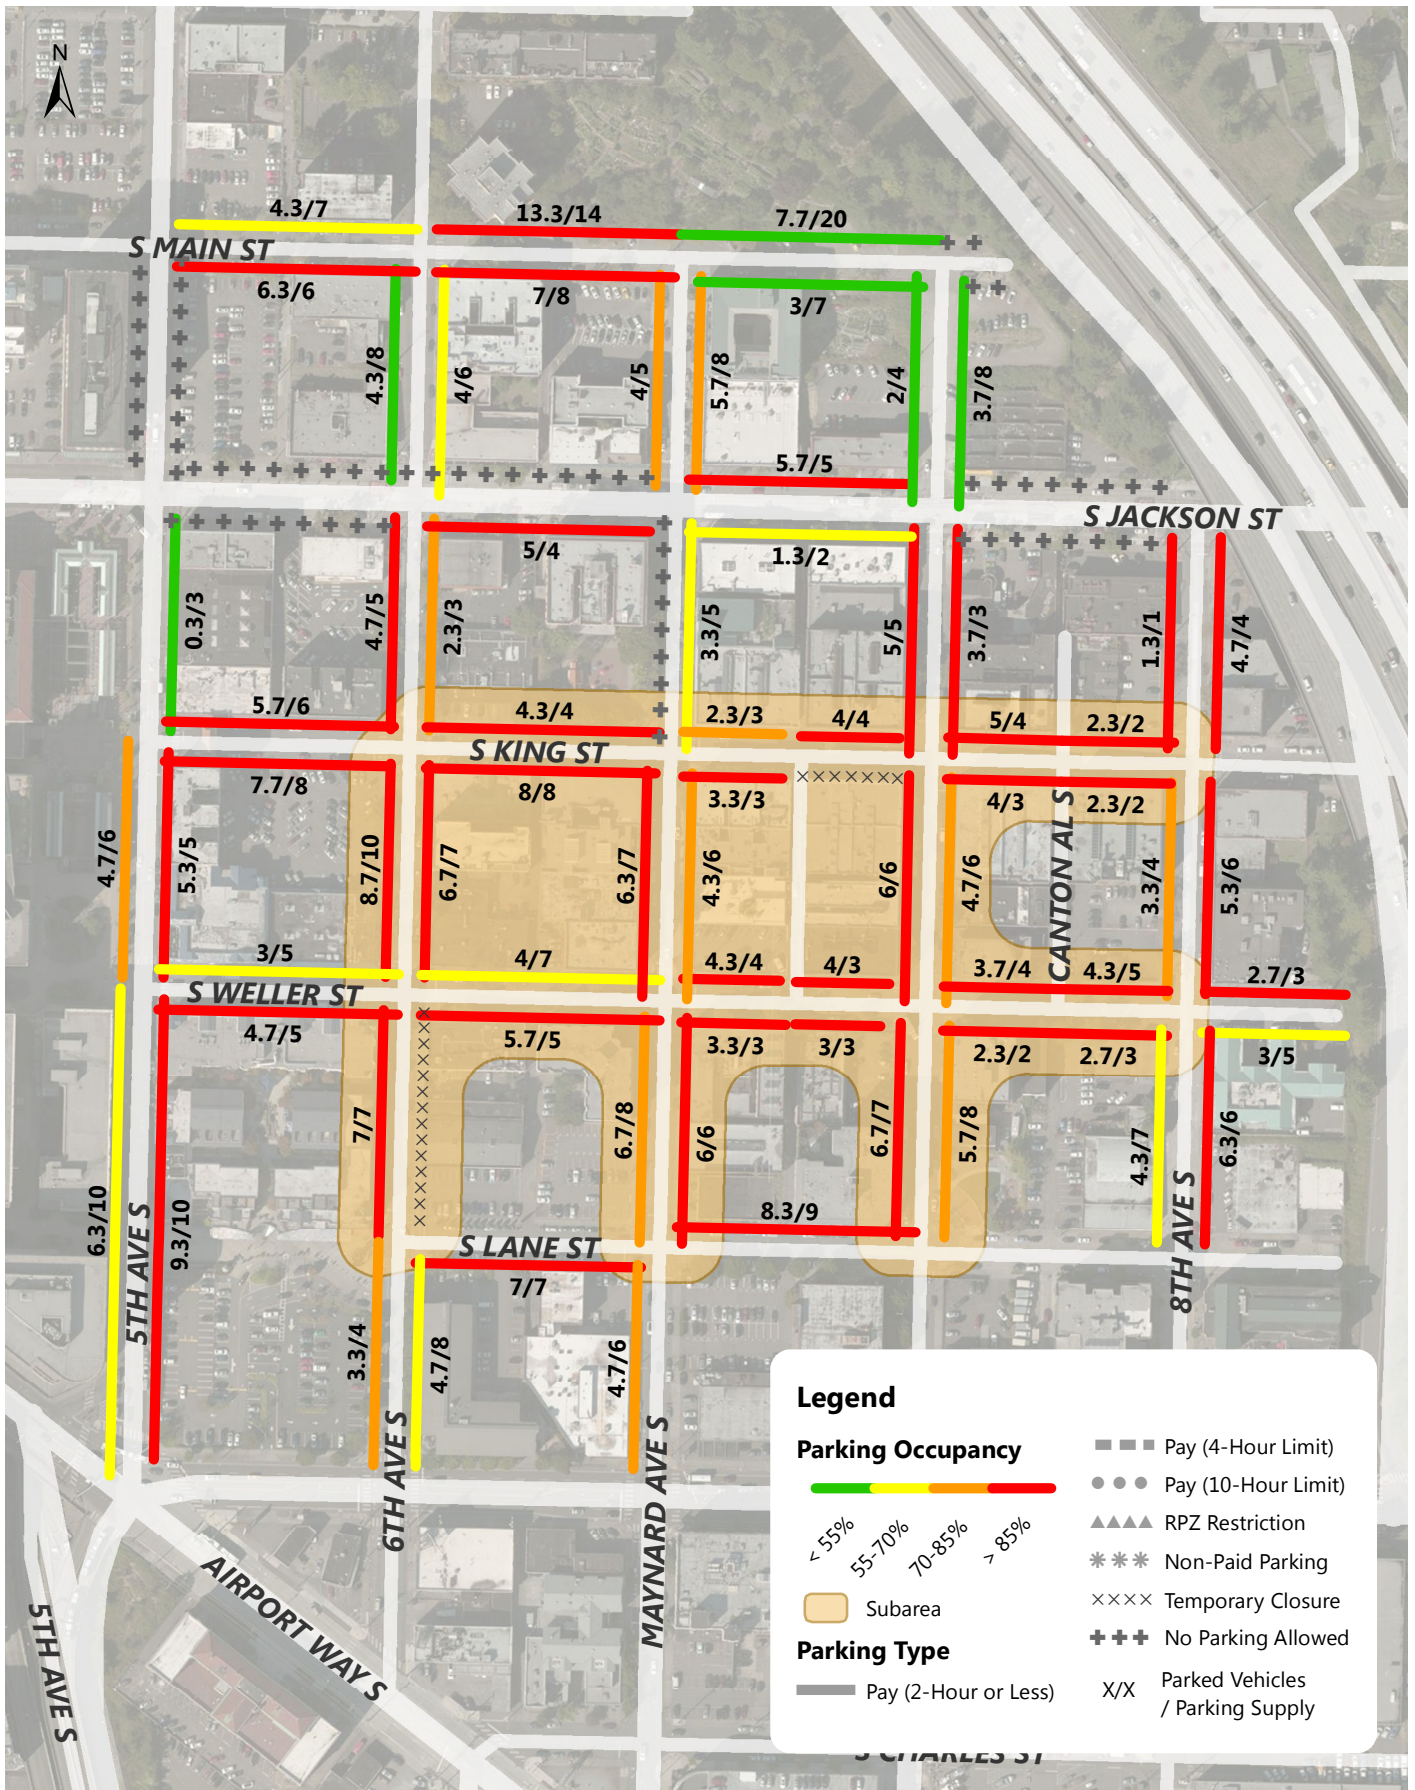 N
4.3/7
13.3/14
7.7/20
S MAIN ST
6.3/6
7/8
3/7
4.3/8
4/6
4/5
5.7/8
2/4
3.7/8
5.7/5
S JACKSON ST
5/4
1.3/2
0.3/3
4.7/5
2.3/3
3.3/5
5/5
3.7/3
1.3/1
4.7/4
5.7/6
4.3/4
2.3/3
4/4
5/4
2.3/2
S KING ST
7.7/8
8/8
3.3/3
4/3
2.3/2
4.7/6
5.3/5
8.7/10
6.7/7
6.3/7
4.3/6
6/6
4.7/6
CANTON AL S
3.3/4
5.3/6
3/5
4/7
4.3/4
4/3
3.7/4
4.3/5
2.7/3
S WELLER ST
4.7/5
5.7/5
3.3/3
3/3
2.3/2
2.7/3
3/5
7/7
6.7/8
6/6
6.7/7
5.7/8
4.3/7
6.3/6
6.3/10
5TH AVE S
9.3/10
8.3/9
8TH AVE S
S LANE ST
7/7
3.3/4
4.7/8
4.7/6
6TH AVE S
MAYNARD AVE S
AIRPORT WAY S
5TH AVE S
S CHARLES ST
Legend
Parking Occupancy
< 55%
55-70%
70-85%
> 85%
Subarea
Parking Type
Pay (2-Hour or Less)
Pay (4-Hour Limit)
Pay (10-Hour Limit)
RPZ Restriction
Non-Paid Parking
Temporary Closure
No Parking Allowed
X/X
Parked Vehicles
/ Parking Supply